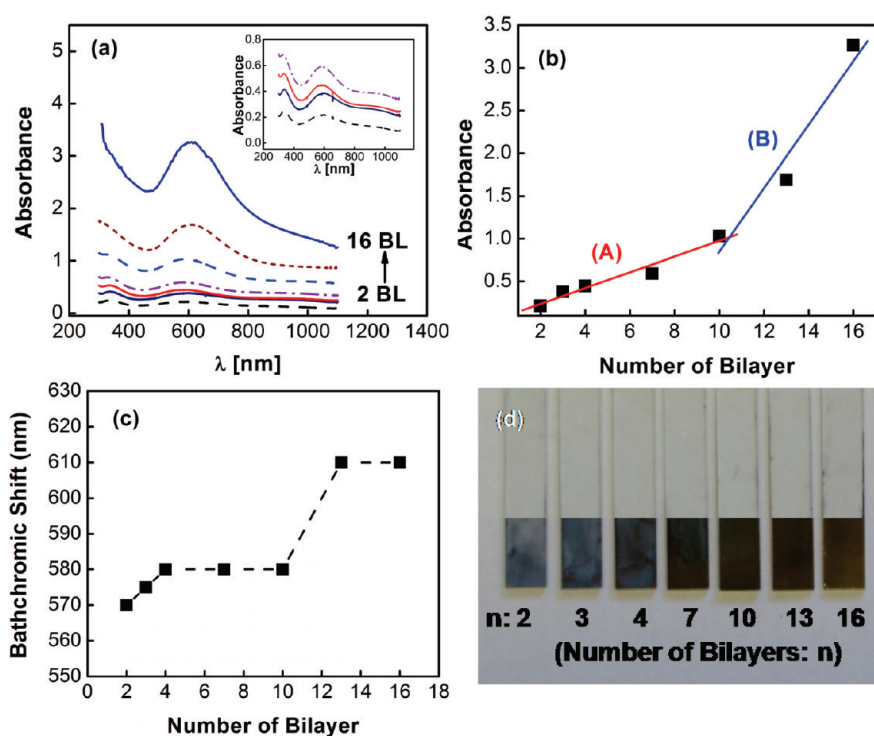 (a)
5
4
3
2
1
0
Absorbance
200 400 600 800 1000 1200 1400
λ [nm]
16 BL
2 BL
0.8
0.6
0.4
0.2
0.0
Absorbance
200 400 600 800 1000
λ [nm]
(b)
3.5
3.0
2.5
2.0
1.5
1.0
0.5
Absorbance
(A)
(B)
2 4 6 8 10 12 14 16
Number of Bilayer
(c)
630
620
610
600
590
580
570
560
550
Bathchromic Shift (nm)
0 2 4 6 8 10 12 14 16 18
Number of Bilayer
(d)
n: 2 3 4 7 10 13 16
(Number of Bilayers: n)